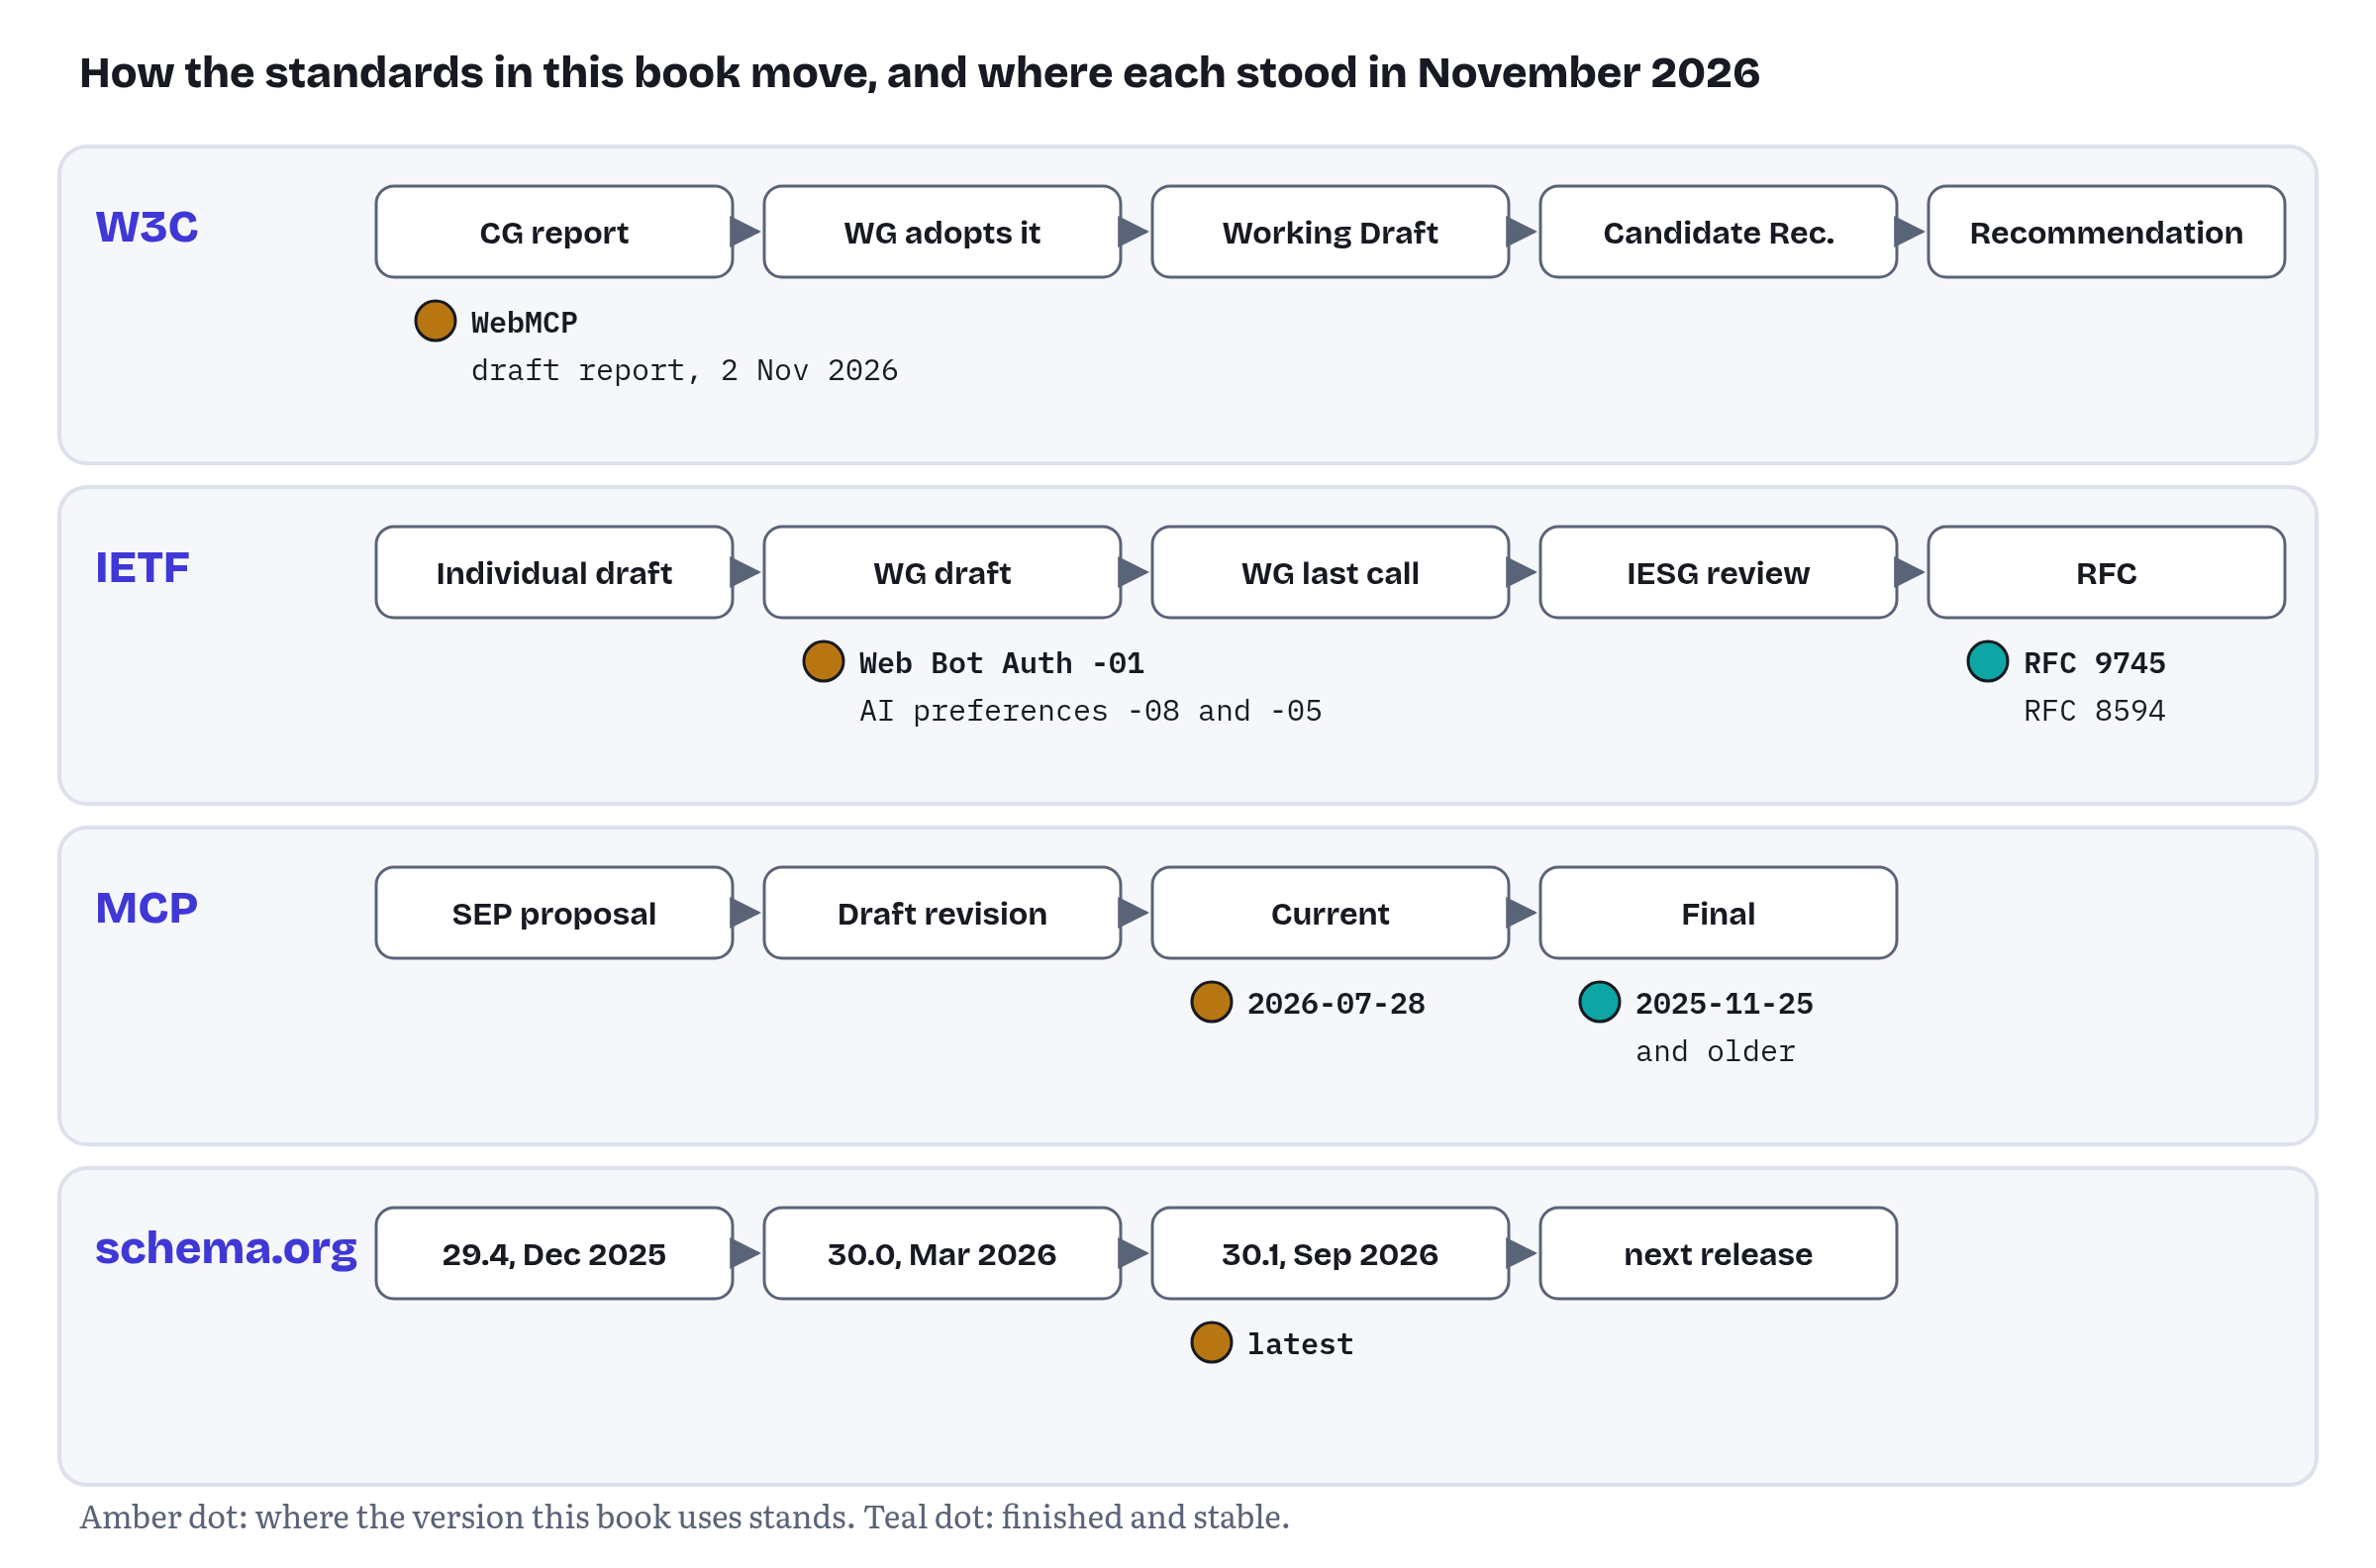 How the standards in this book move, and where each stood in November 2026
W3C
CG report
WG adopts it
Working Draft
Candidate Rec.
Recommendation
WebMCP
draft report, 2 Nov 2026
IETF
Individual draft
WG draft
WG last call
IESG review
RFC
Web Bot Auth -01
AI preferences -08 and -05
RFC 9745
RFC 8594
MCP
SEP proposal
Draft revision
Current
Final
2026-07-28
2025-11-25
and older
schema.org
29.4, Dec 2025
30.0, Mar 2026
30.1, Sep 2026
next release
latest
Amber dot: where the version this book uses stands. Teal dot: finished and stable.